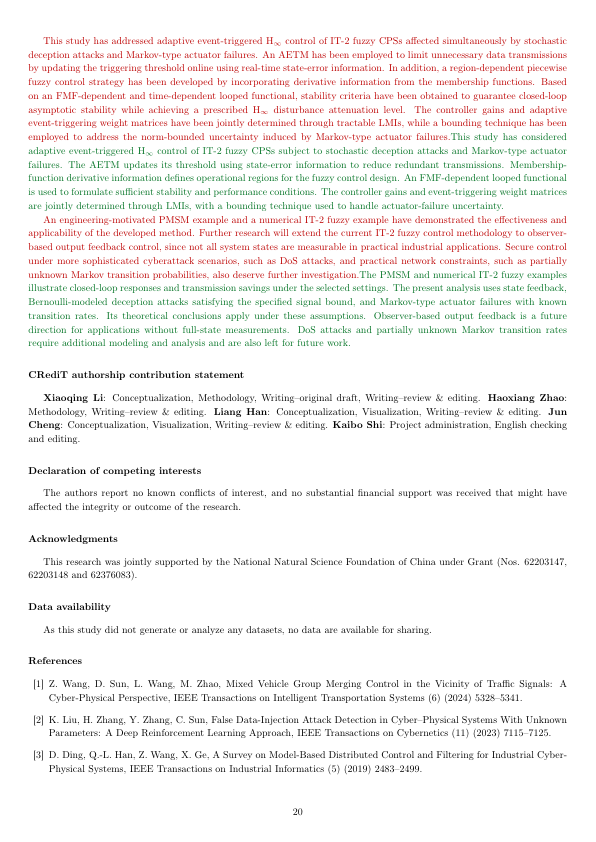 This study has addressed adaptive event-triggered H∞ control of IT-2 fuzzy CPSs affected simultaneously by stochastic
deception attacks and Markov-type actuator failures. An AETM has been employed to limit unnecessary data transmissions
by updating the triggering threshold online using real-time state-error information. In addition, a region-dependent piecewise
fuzzy control strategy has been developed by incorporating derivative information from the membership functions. Based
on an FMF-dependent and time-dependent looped functional, stability criteria have been obtained to guarantee closed-loop
asymptotic stability while achieving a prescribed H∞ disturbance attenuation level. The controller gains and adaptive
event-triggering weight matrices have been jointly determined through tractable LMIs, while a bounding technique has been
employed to address the norm-bounded uncertainty induced by Markov-type actuator failures.This study has considered
adaptive event-triggered H∞ control of IT-2 fuzzy CPSs subject to stochastic deception attacks and Markov-type actuator
failures. The AETM updates its threshold using state-error information to reduce redundant transmissions. Membership-
function derivative information defines operational regions for the fuzzy control design. An FMF-dependent looped functional
is used to formulate sufficient stability and performance conditions. The controller gains and event-triggering weight matrices
are jointly determined through LMIs, with a bounding technique used to handle actuator-failure uncertainty.
An engineering-motivated PMSM example and a numerical IT-2 fuzzy example have demonstrated the effectiveness and
applicability of the developed method. Further research will extend the current IT-2 fuzzy control methodology to observer-
based output feedback control, since not all system states are measurable in practical industrial applications. Secure control
under more sophisticated cyberattack scenarios, such as DoS attacks, and practical network constraints, such as partially
unknown Markov transition probabilities, also deserve further investigation.The PMSM and numerical IT-2 fuzzy examples
illustrate closed-loop responses and transmission savings under the selected settings. The present analysis uses state feedback,
Bernoulli-modeled deception attacks satisfying the specified signal bound, and Markov-type actuator failures with known
transition rates. Its theoretical conclusions apply under these assumptions. Observer-based output feedback is a future
direction for applications without full-state measurements. DoS attacks and partially unknown Markov transition rates
require additional modeling and analysis and are also left for future work.
CRediT authorship contribution statement
Xiaoqing Li: Conceptualization, Methodology, Writing–original draft, Writing–review & editing. Haoxiang Zhao:
Methodology, Writing–review & editing. Liang Han: Conceptualization, Visualization, Writing–review & editing. Jun
Cheng: Conceptualization, Visualization, Writing–review & editing. Kaibo Shi: Project administration, English checking
and editing.
Declaration of competing interests
The authors report no known conflicts of interest, and no substantial financial support was received that might have
affected the integrity or outcome of the research.
Acknowledgments
This research was jointly supported by the National Natural Science Foundation of China under Grant (Nos. 62203147,
62203148 and 62376083).
Data availability
As this study did not generate or analyze any datasets, no data are available for sharing.
References
[1] Z. Wang, D. Sun, L. Wang, M. Zhao, Mixed Vehicle Group Merging Control in the Vicinity of Traffic Signals: A
Cyber-Physical Perspective, IEEE Transactions on Intelligent Transportation Systems (6) (2024) 5328–5341.
[2] K. Liu, H. Zhang, Y. Zhang, C. Sun, False Data-Injection Attack Detection in Cyber–Physical Systems With Unknown
Parameters: A Deep Reinforcement Learning Approach, IEEE Transactions on Cybernetics (11) (2023) 7115–7125.
[3] D. Ding, Q.-L. Han, Z. Wang, X. Ge, A Survey on Model-Based Distributed Control and Filtering for Industrial Cyber-
Physical Systems, IEEE Transactions on Industrial Informatics (5) (2019) 2483–2499.
20